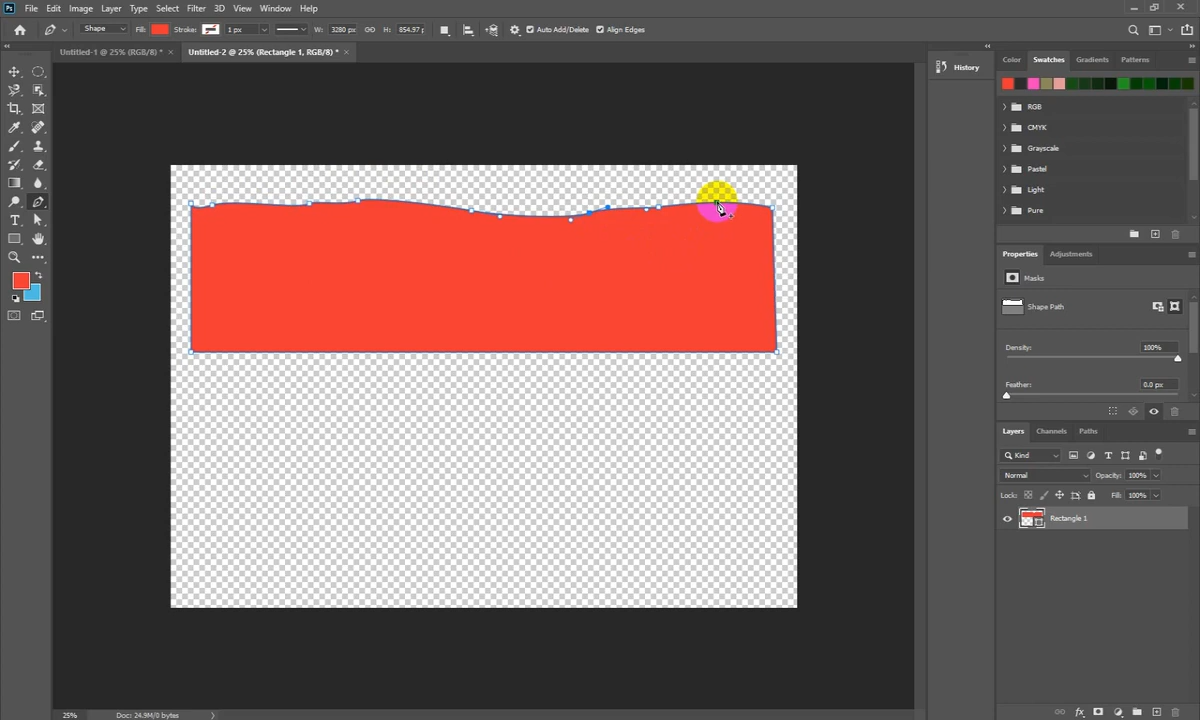 Ps File Edit Image Layer Type Select Filter 3D View Window Help
Shape Fill: Stroke: 1 px W: 3280 px H: 854.97 p Auto Add/Delete Align Edges
Untitled-1 @ 25% (RGB/8) * × Untitled-2 @ 25% (Rectangle 1, RGB/8) * ×
History
Color Swatches Gradients Patterns
RGB
CMYK
Grayscale
Pastel
Light
Pure
Properties Adjustments
Masks
Shape Path
Density: 100%
Feather: 0.0 px
Layers Channels Paths
Kind
Normal Opacity: 100%
Lock: Fill: 100%
Rectangle 1
fx
25% Doc: 24.9M/0 bytes